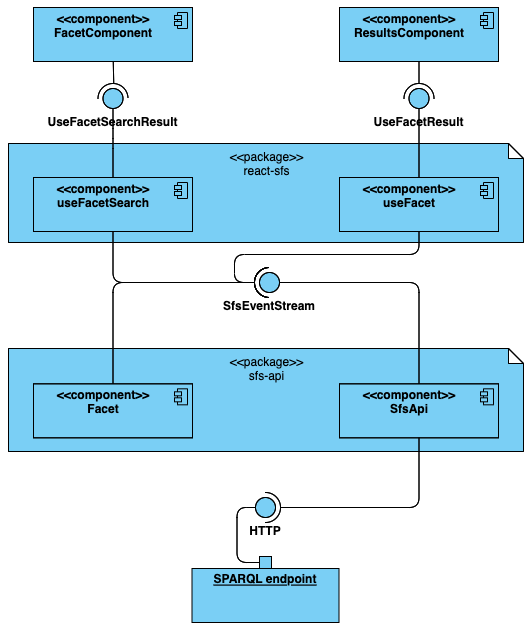 <<component>>
FacetComponent
<<component>>
ResultsComponent
UseFacetSearchResult
UseFacetResult
<<package>>
react-sfs
<<component>>
useFacetSearch
<<component>>
useFacet
SfsEventStream
<<package>>
sfs-api
<<component>>
Facet
<<component>>
SfsApi
HTTP
SPARQL endpoint